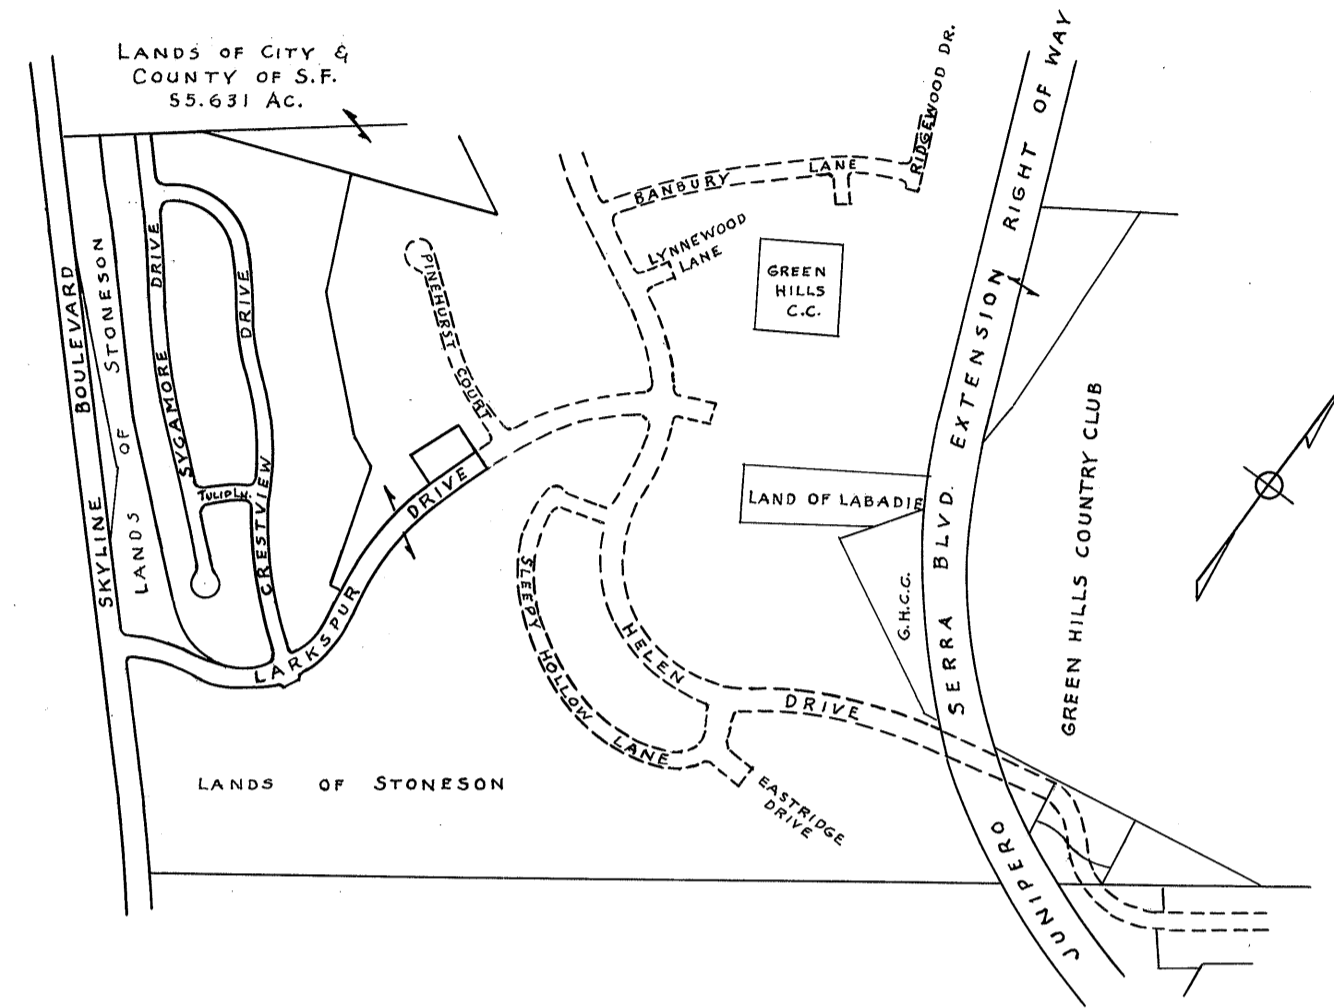 LANDS OF CITY &
COUNTY OF S.F.
55.631 AC.
RIDGEWOOD DR.
BANBURY LANE
LYNNEWOOD
LANE
GREEN
HILLS
C.C.
PINEHURST COURT
SKYLINE BOULEVARD
LANDS OF STONESON
SYCAMORE DRIVE
CRESTVIEW DRIVE
TULIP LN.
LARKSPUR DRIVE
LAND OF LABADIE
G.H.C.C.
JUNIPERO SERRA BLVD. EXTENSION RIGHT OF WAY
GREEN HILLS COUNTRY CLUB
SLEEPY HOLLOW LANE
HELEN DRIVE
EASTRIDGE
DRIVE
LANDS OF STONESON